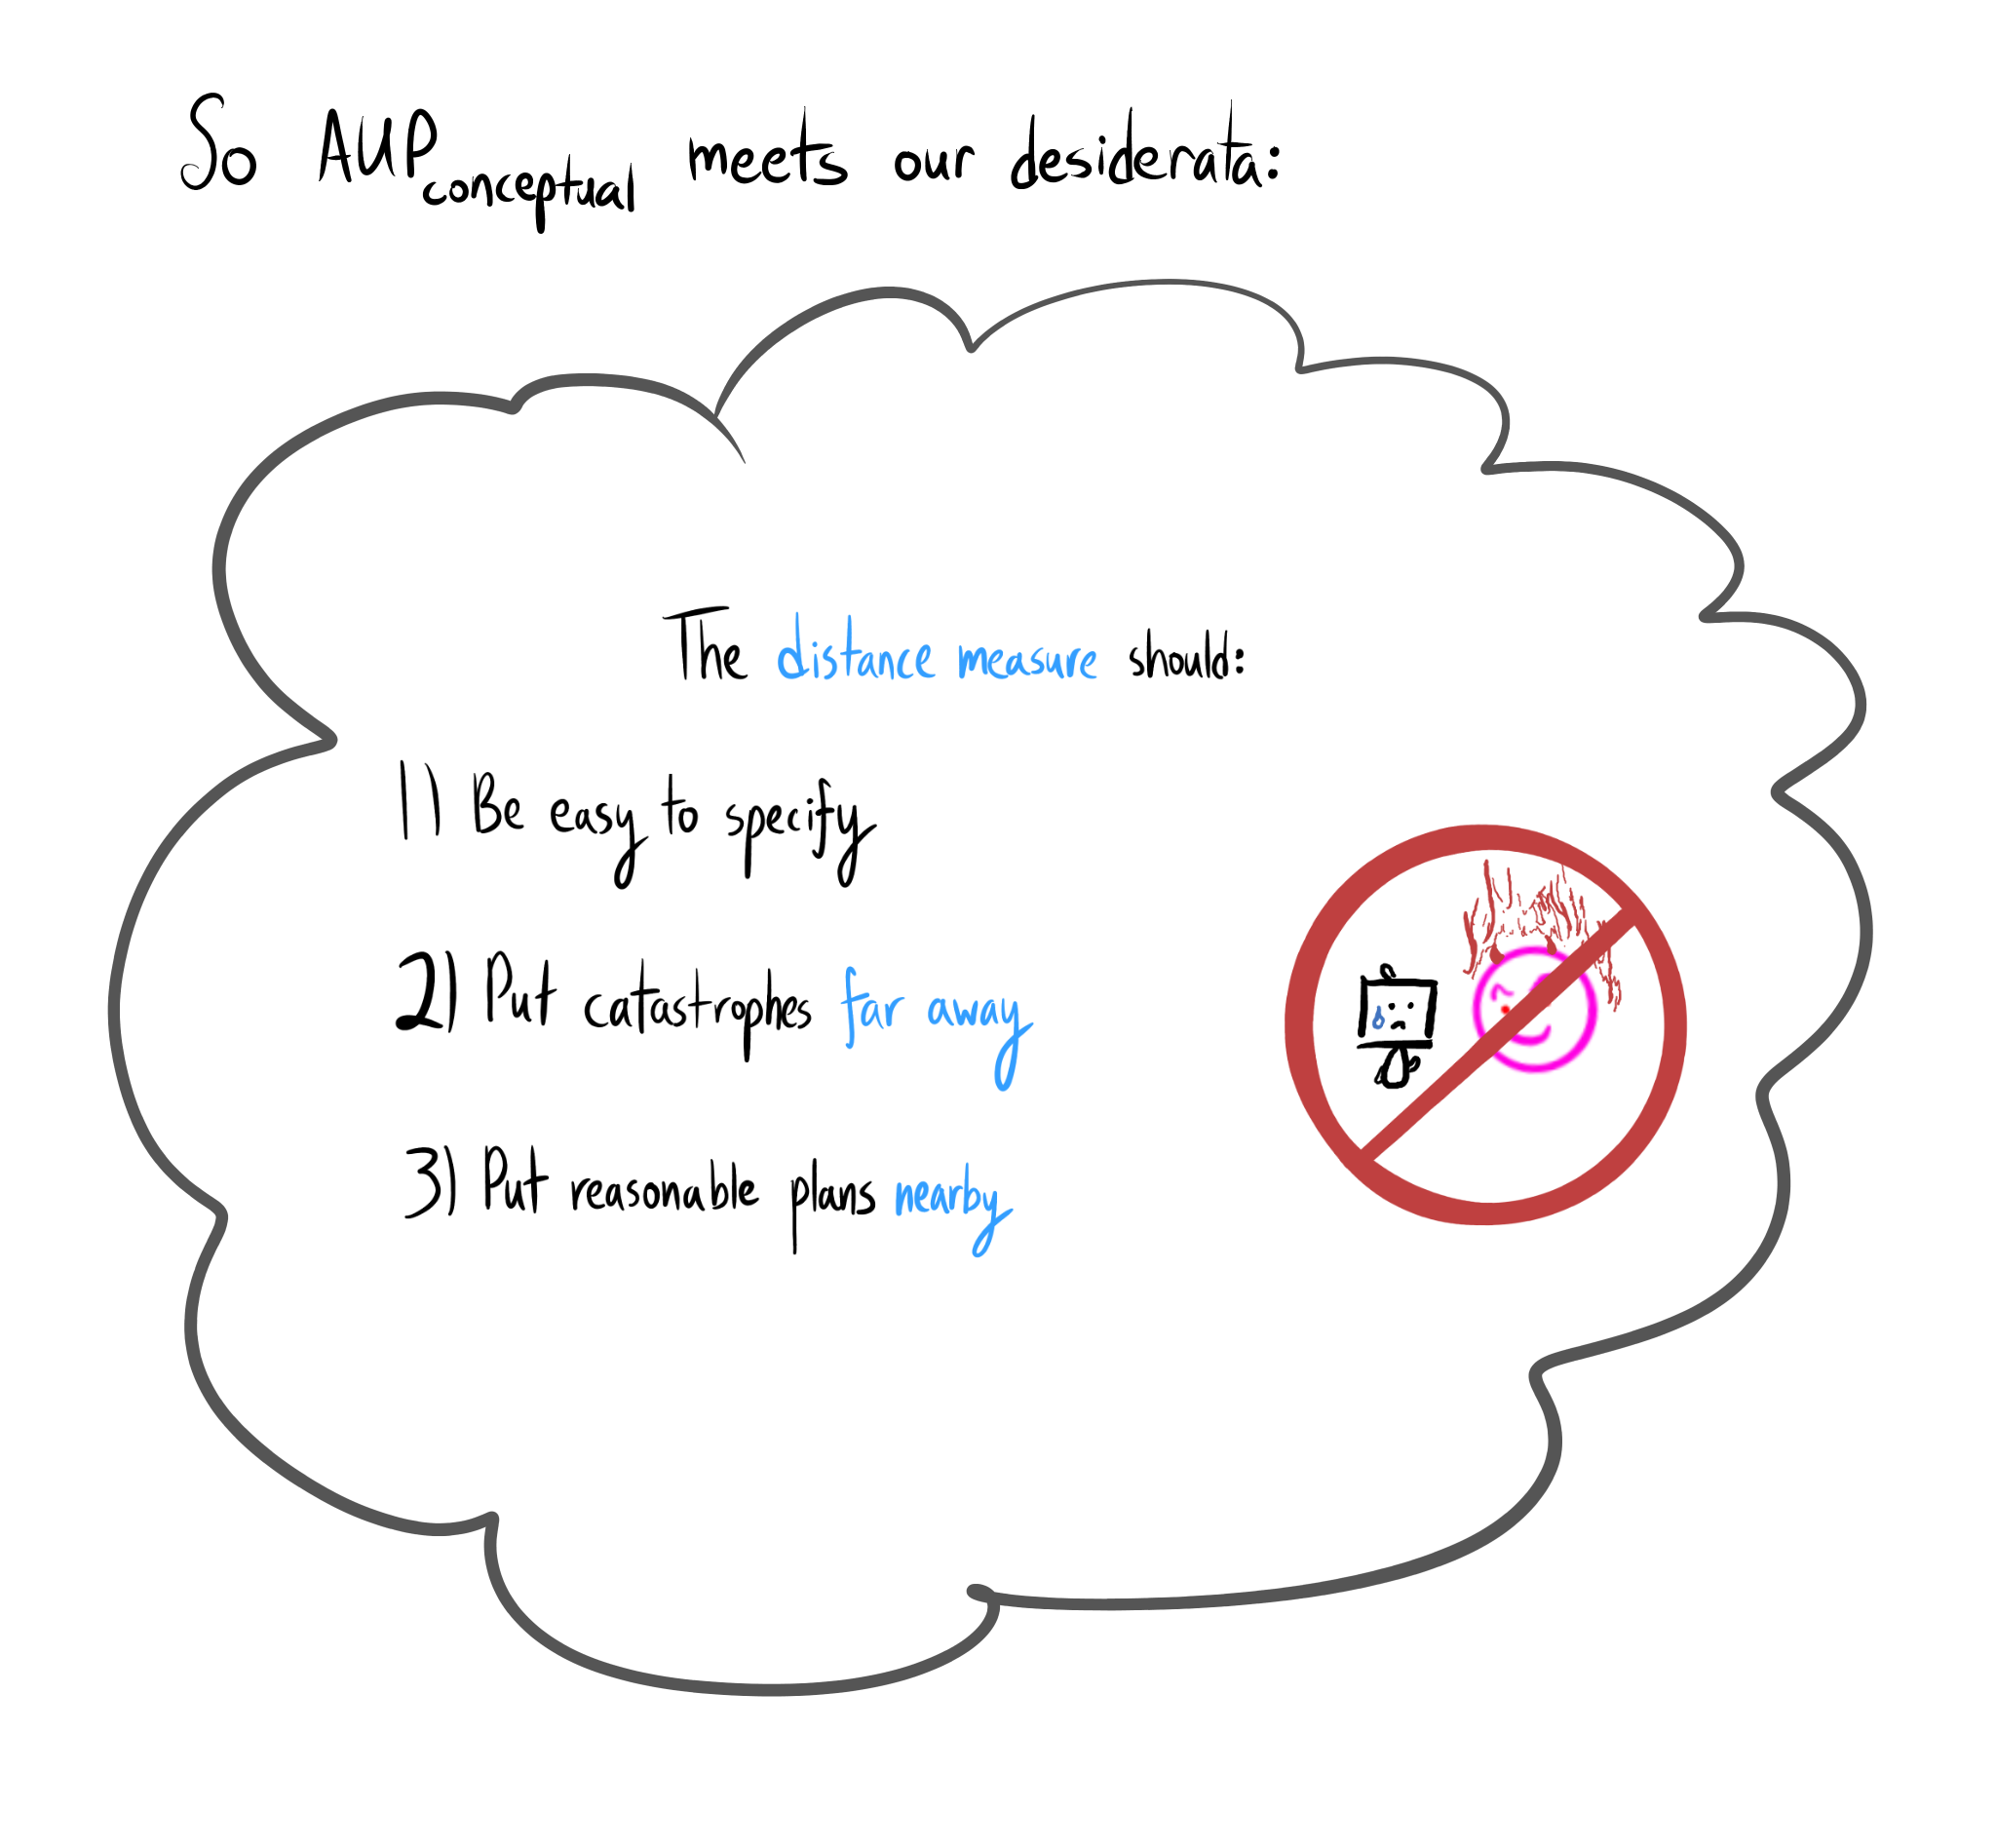 So AUP conceptual meets our desiderata:
The distance measure should:
1) Be easy to specify
2) Put catastrophes far away
3) Put reasonable plans nearby